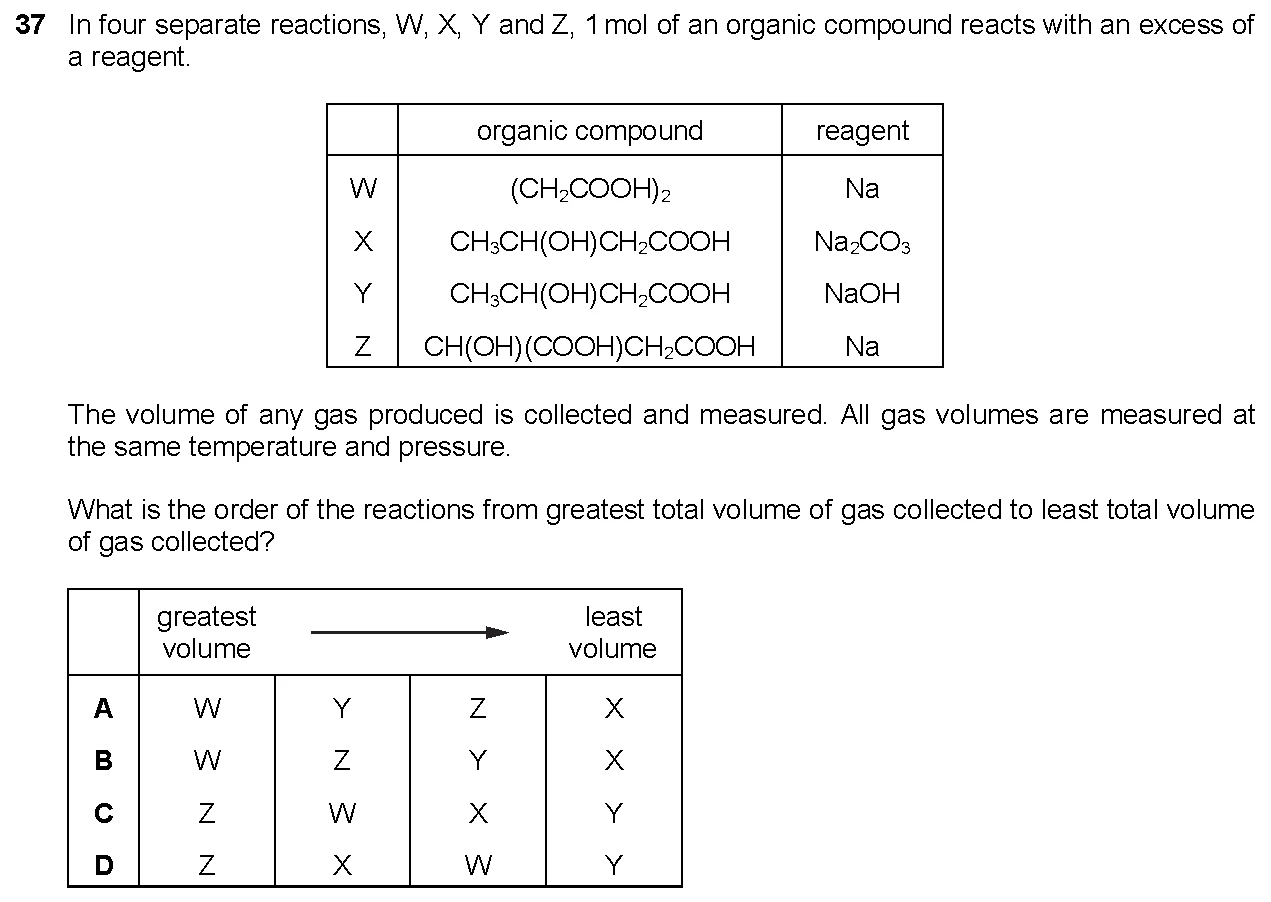 37 In four separate reactions, W, X, Y and Z, 1 mol of an organic compound reacts with an excess of
a reagent.
organic compound reagent
W (CH₂COOH)₂ Na
X CH₃CH(OH)CH₂COOH Na₂CO₃
Y CH₃CH(OH)CH₂COOH NaOH
Z CH(OH)(COOH)CH₂COOH Na
The volume of any gas produced is collected and measured. All gas volumes are measured at
the same temperature and pressure.
What is the order of the reactions from greatest total volume of gas collected to least total volume
of gas collected?
greatest least
volume volume
A W Y Z X
B W Z Y X
C Z W X Y
D Z X W Y